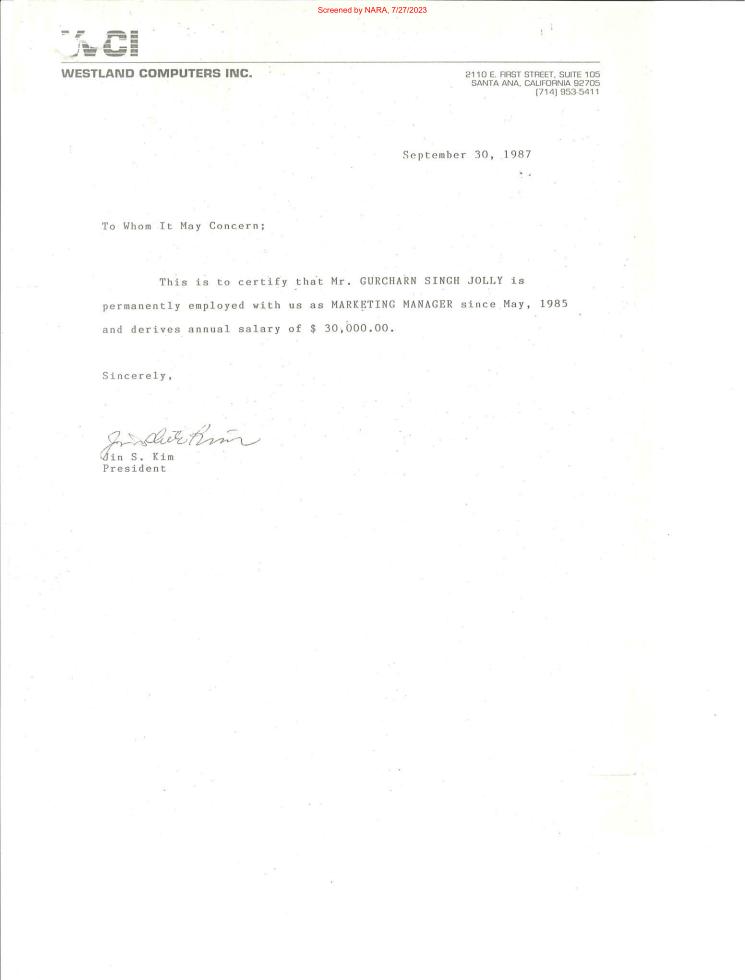 Screened by NARA, 7/27/2023
WCI
WESTLAND COMPUTERS INC.
2110 E. FIRST STREET, SUITE 105
SANTA ANA, CALIFORNIA 92705
(714) 953-5411
September 30, 1987
To Whom It May Concern;
This is to certify that Mr. GURCHARN SINGH JOLLY is
permanently employed with us as MARKETING MANAGER since May, 1985
and derives annual salary of $ 30,000.00.
Sincerely,
Jin S. Kim
President